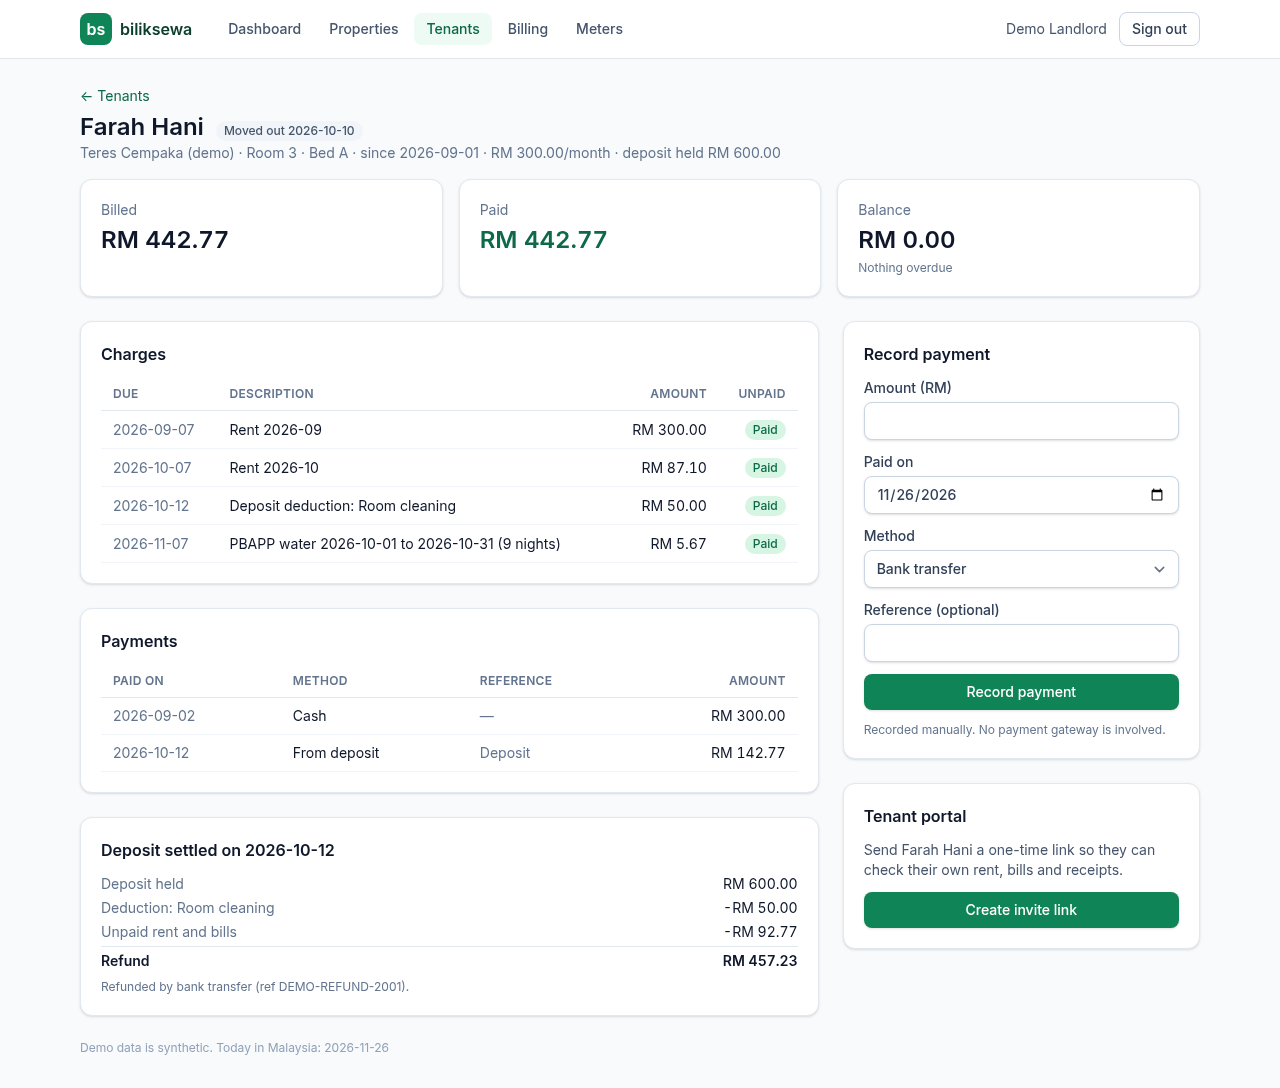 bs biliksewa Dashboard Properties Tenants Billing Meters Demo Landlord Sign out
← Tenants
Farah Hani Moved out 2026-10-10
Teres Cempaka (demo) · Room 3 · Bed A · since 2026-09-01 · RM 300.00/month · deposit held RM 600.00
Billed
RM 442.77
Paid
RM 442.77
Balance
RM 0.00
Nothing overdue
Charges
DUE DESCRIPTION AMOUNT UNPAID
2026-09-07 Rent 2026-09 RM 300.00 Paid
2026-10-07 Rent 2026-10 RM 87.10 Paid
2026-10-12 Deposit deduction: Room cleaning RM 50.00 Paid
2026-11-07 PBAPP water 2026-10-01 to 2026-10-31 (9 nights) RM 5.67 Paid
Payments
PAID ON METHOD REFERENCE AMOUNT
2026-09-02 Cash — RM 300.00
2026-10-12 From deposit Deposit RM 142.77
Deposit settled on 2026-10-12
Deposit held RM 600.00
Deduction: Room cleaning -RM 50.00
Unpaid rent and bills -RM 92.77
Refund RM 457.23
Refunded by bank transfer (ref DEMO-REFUND-2001).
Record payment
Amount (RM)
Paid on
11/26/2026
Method
Bank transfer
Reference (optional)
Record payment
Recorded manually. No payment gateway is involved.
Tenant portal
Send Farah Hani a one-time link so they can
check their own rent, bills and receipts.
Create invite link
Demo data is synthetic. Today in Malaysia: 2026-11-26